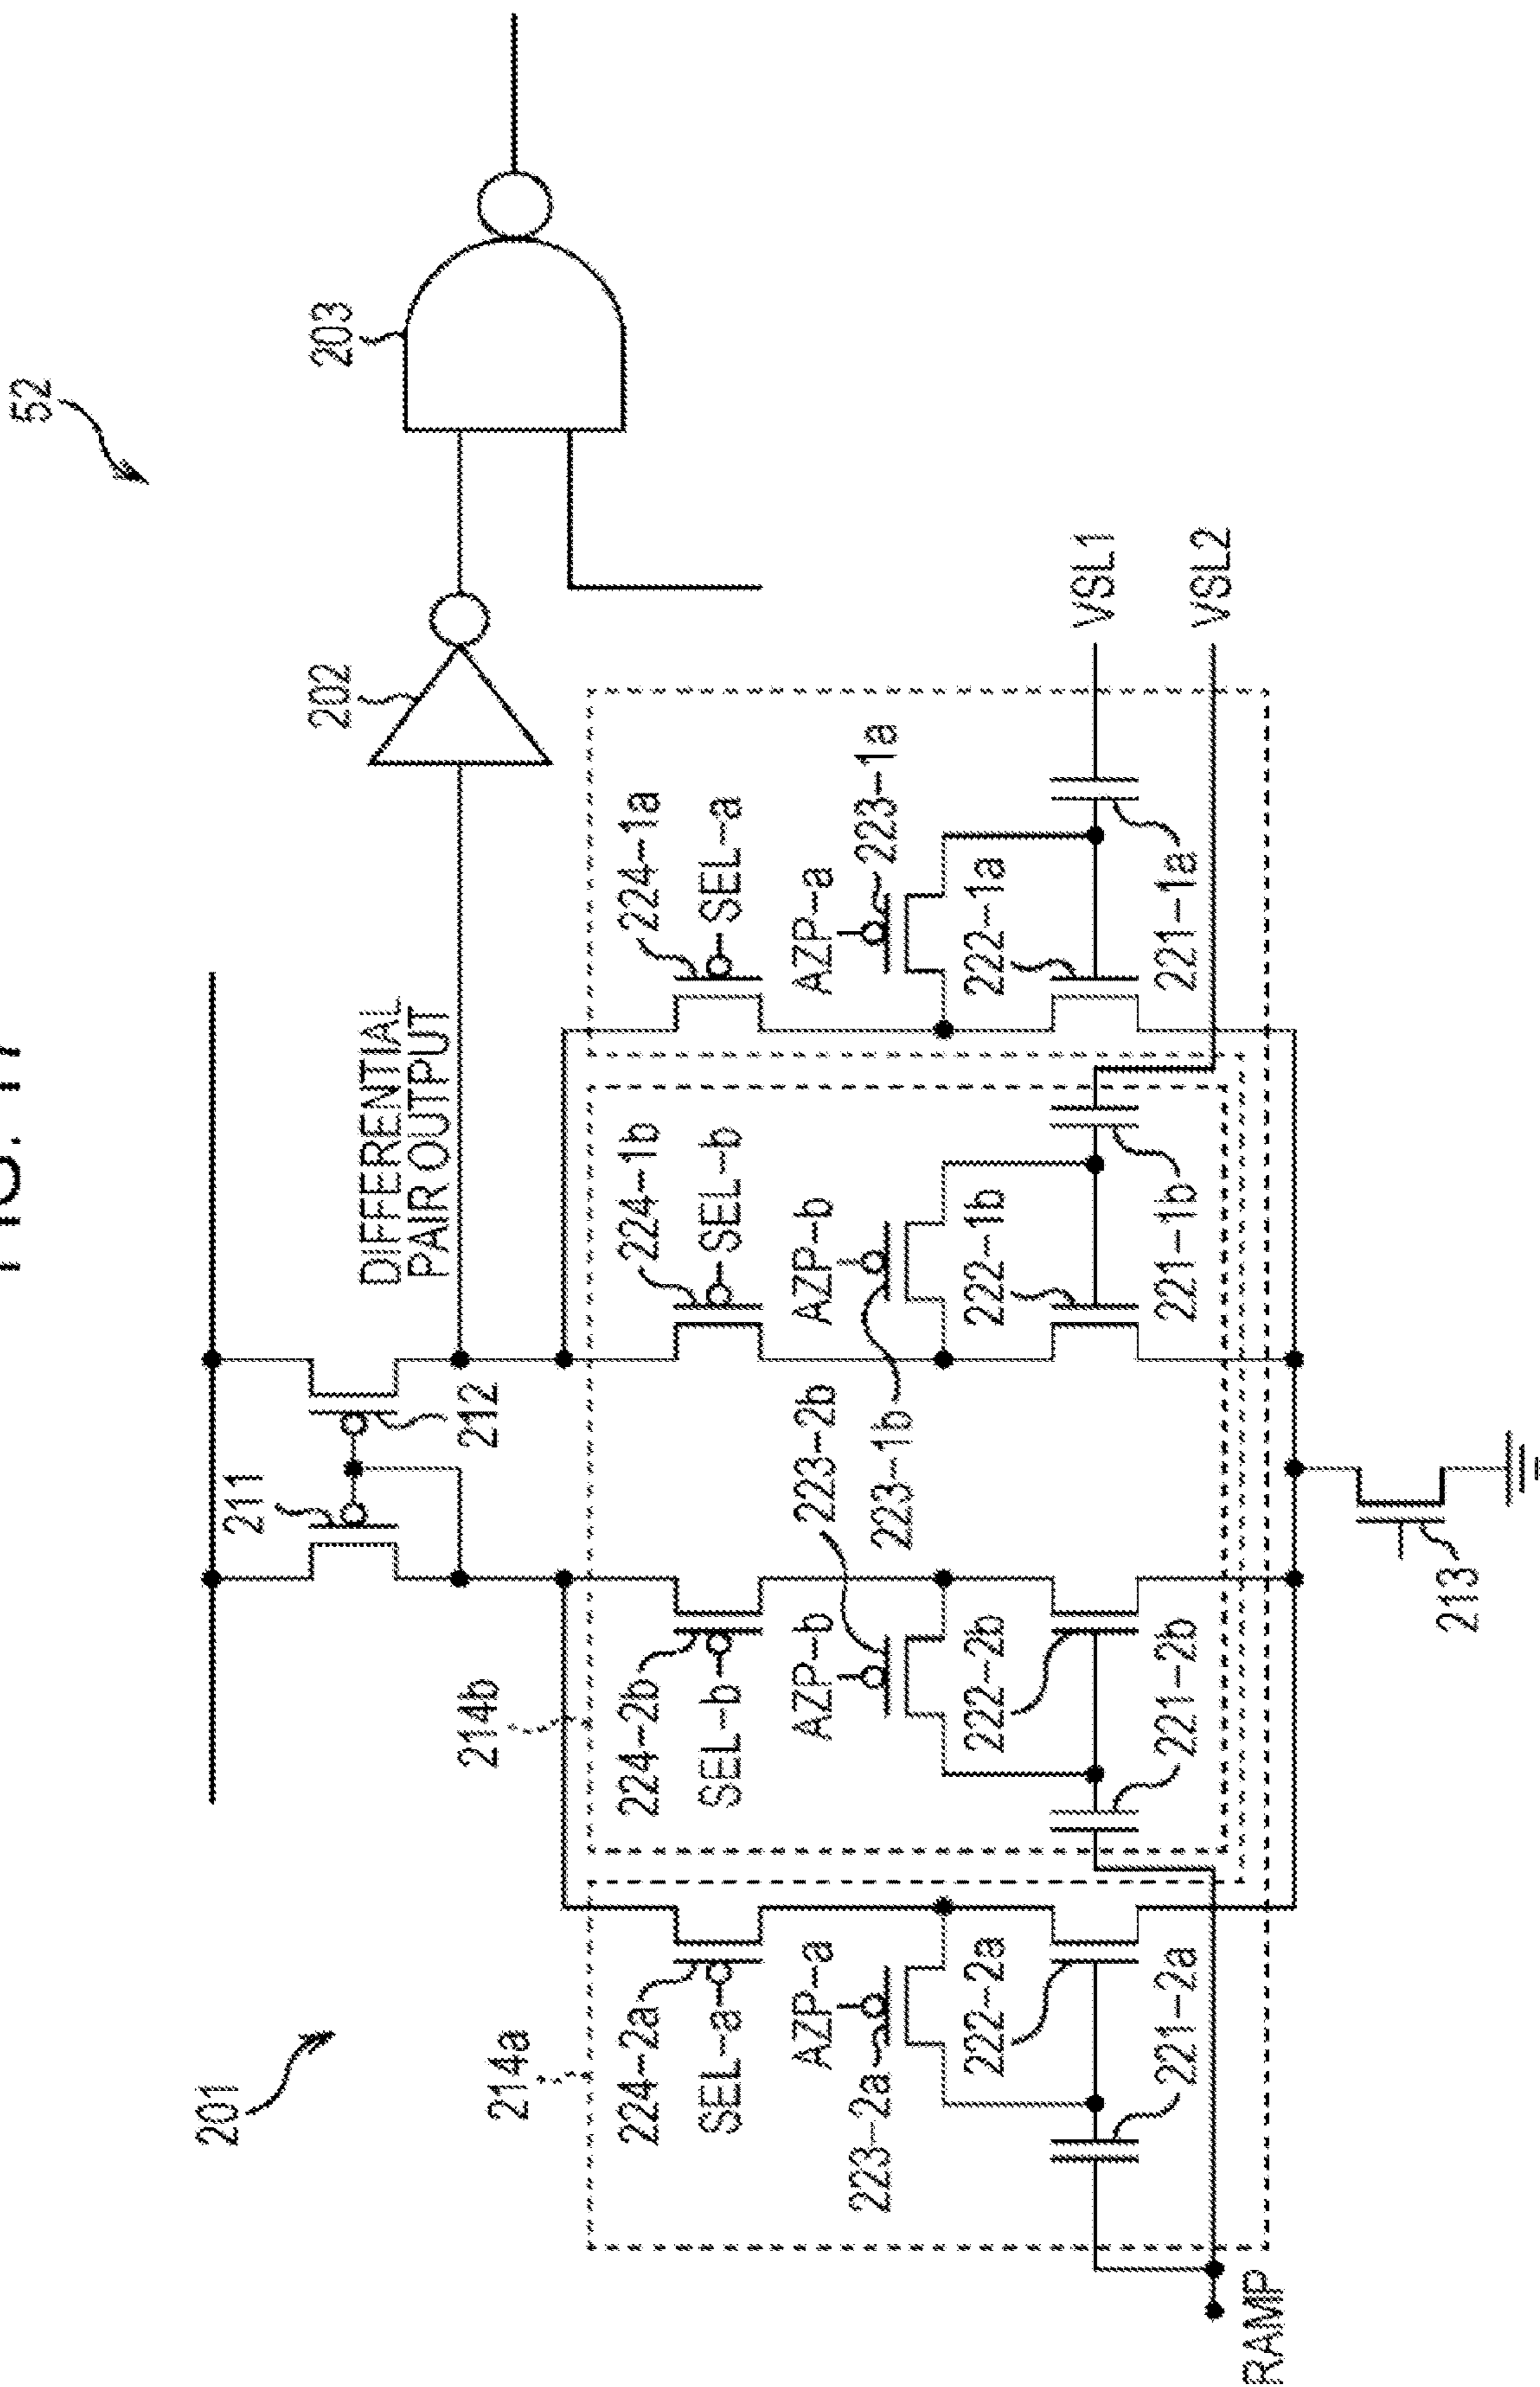 FIG. 17
52
201
211
212
DIFFERENTIAL
PAIR OUTPUT
202
203
214a
214b
224-2a
SEL-a
224-2b
SEL-b
224-1b
SEL-b
224-1a
SEL-a
AZP-a
223-2a
AZP-b
223-2b
AZP-b
223-1b
AZP-a
223-1a
222-2a
222-2b
222-1b
222-1a
221-2a
221-2b
221-1b
221-1a
VSL1
VSL2
RAMP
213